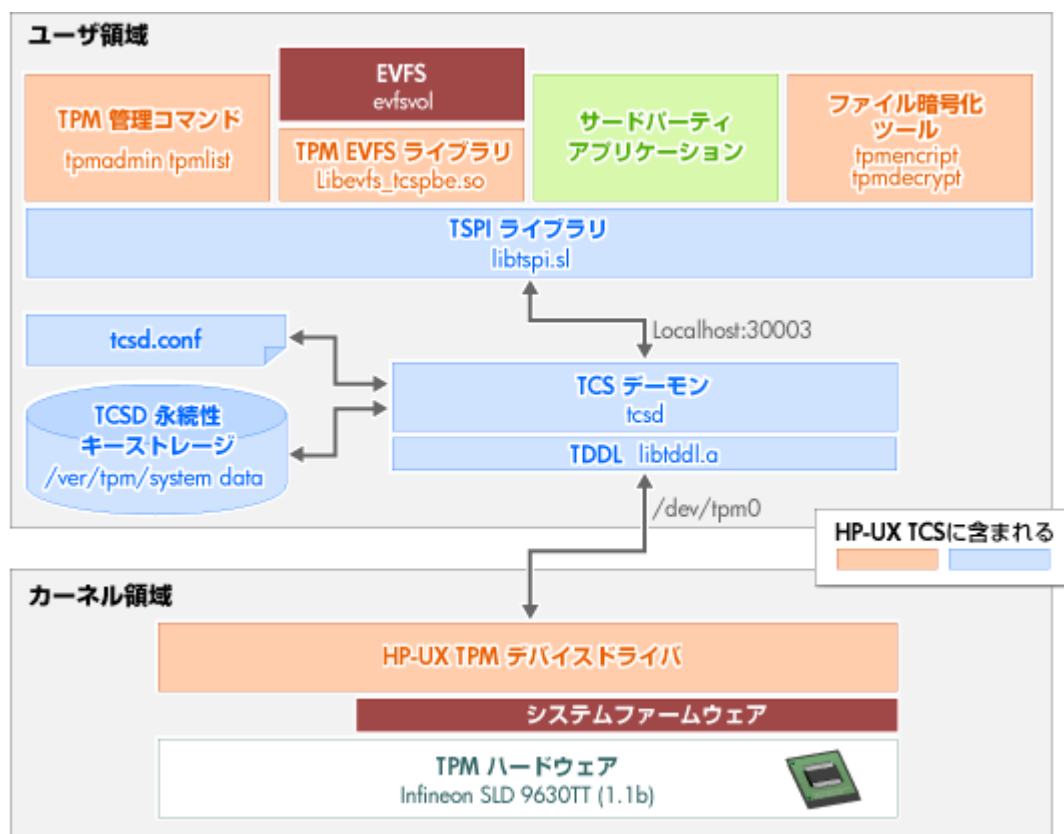 ユーザ領域
TPM 管理コマンド
tpmadmin tpmlist
EVFS
evfsvol
TPM EVFS ライブラリ
Libevfs_tcspbe.so
サードパーティ
アプリケーション
ファイル暗号化
ツール
tpmencript
tpmdecrypt
TSPI ライブラリ
libtspi.sl
Localhost:30003
tcsd.conf
TCSD 永続性
キーストレージ
/ver/tpm/system data
TCS デーモン
tcsd
TDDL libtddl.a
/dev/tpm0
HP-UX TCSに含まれる
カーネル領域
HP-UX TPM デバイスドライバ
システムファームウェア
TPM ハードウェア
Infineon SLD 9630TT (1.1b)